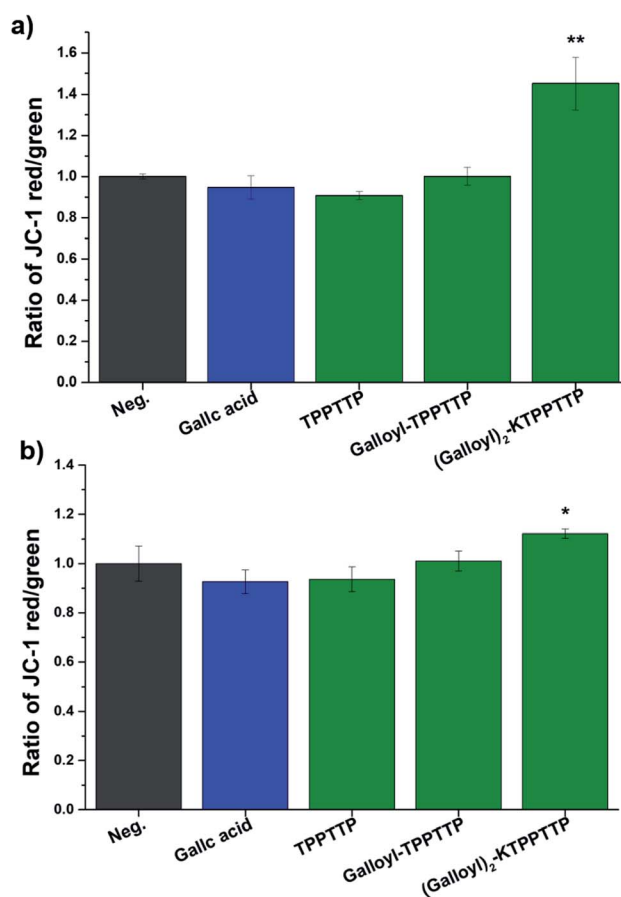 a)
Ratio of JC-1 red/green
1.6
1.4
1.2
1.0
0.8
0.6
0.4
0.2
0.0
**
Neg.
Gallc acid
TPPTTP
Galloyl-TPPTTP
(Galloyl)2-KTPPTTP
b)
Ratio of JC-1 red/green
1.4
1.2
1.0
0.8
0.6
0.4
0.2
0.0
*
Neg.
Gallc acid
TPPTTP
Galloyl-TPPTTP
(Galloyl)2-KTPPTTP